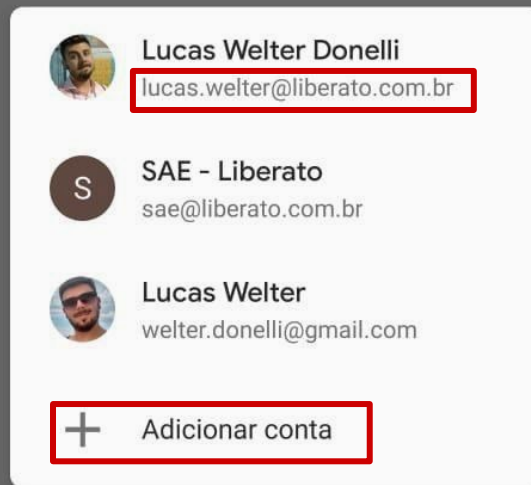 Lucas Welter Donelli
lucas.welter@liberato.com.br
S
SAE - Liberato
sae@liberato.com.br
Lucas Welter
welter.donelli@gmail.com
+ Adicionar conta